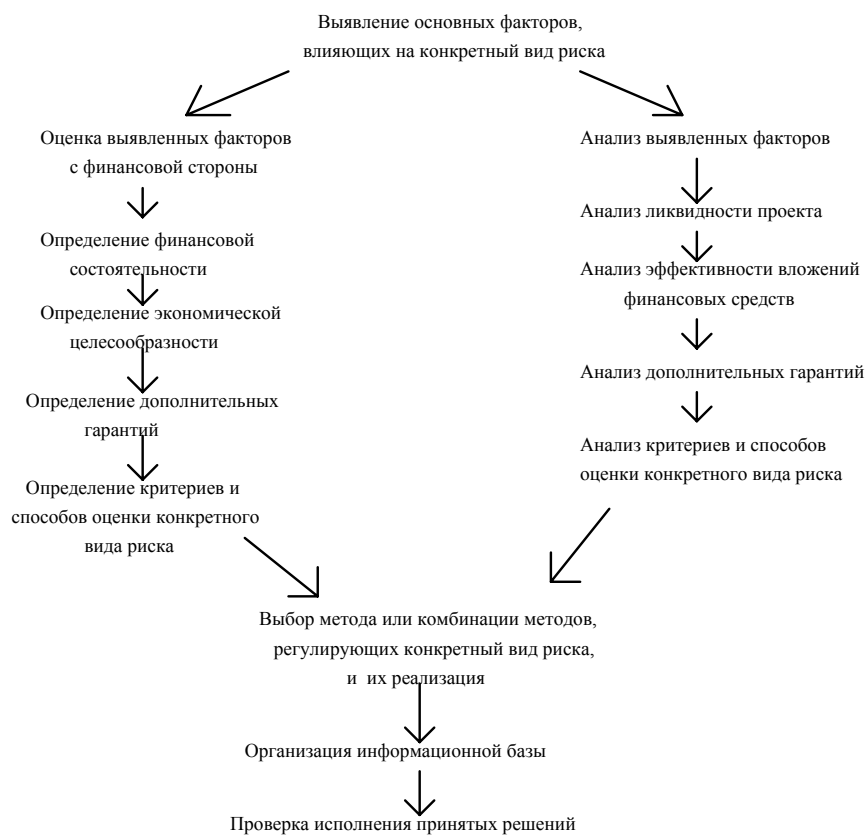 Выявление основных факторов,
влияющих на конкретный вид риска
Оценка выявленных факторов
с финансовой стороны
Определение финансовой
состоятельности
Определение экономической
целесообразности
Определение дополнительных
гарантий
Определение критериев и
способов оценки конкретного
вида риска
Анализ выявленных факторов
Анализ ликвидности проекта
Анализ эффективности вложений
финансовых средств
Анализ дополнительных гарантий
Анализ критериев и способов
оценки конкретного вида риска
Выбор метода или комбинации методов,
регулирующих конкретный вид риска,
и их реализация
Организация информационной базы
Проверка исполнения принятых решений